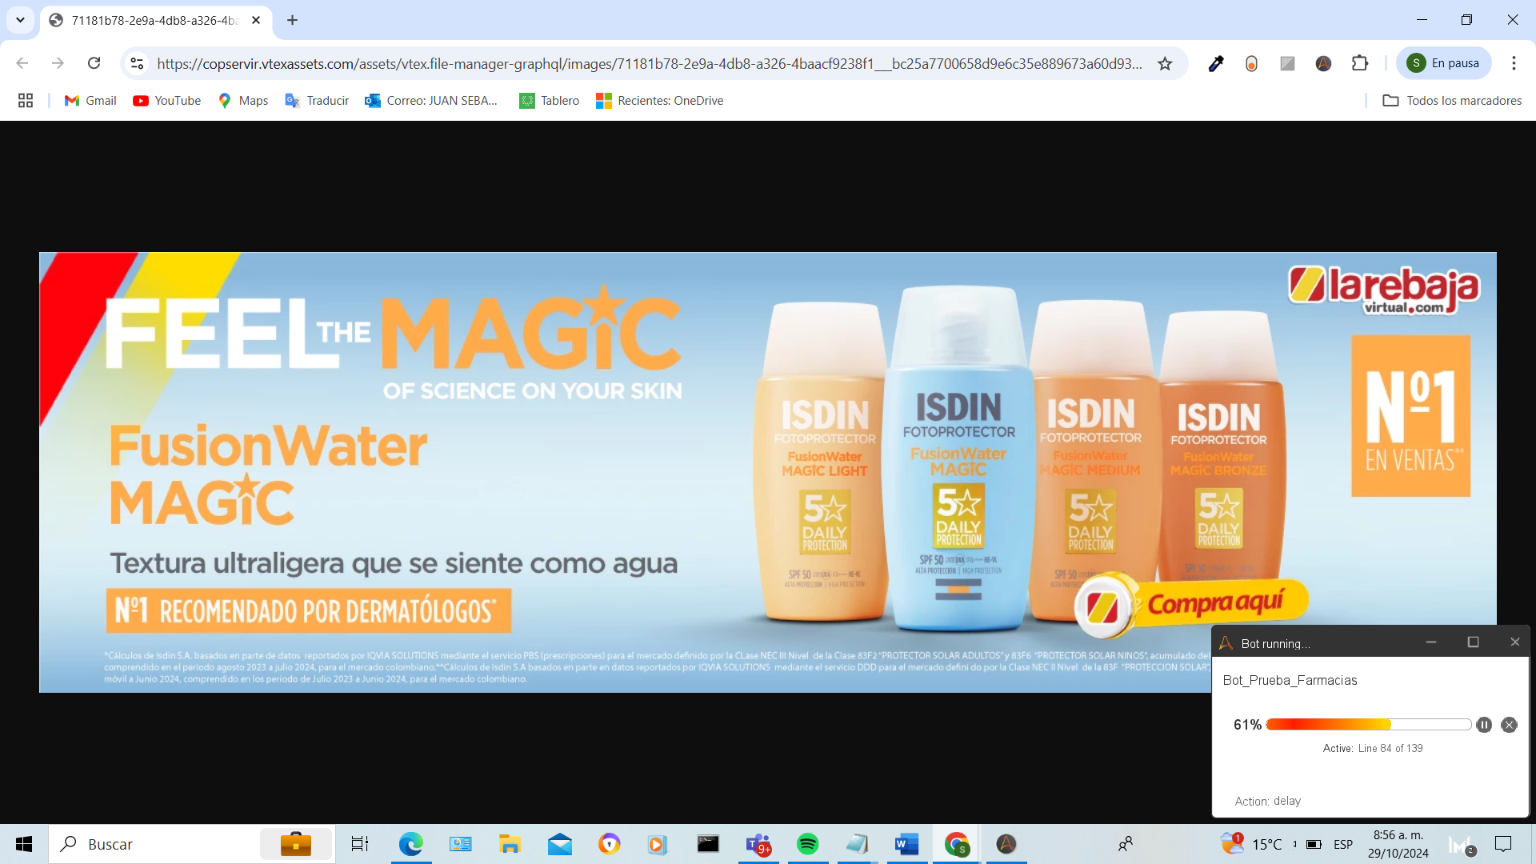 71181b78-2e9a-4db8-a326-4ba
https://copservir.vtexassets.com/assets/vtex.file-manager-graphql/images/71181b78-2e9a-4db8-a326-4baacf9238f1___bc25a7700658d9e6c35e889673a60d93...
S En pausa
Gmail YouTube Maps Traducir Correo: JUAN SEBA... Tablero Recientes: OneDrive Todos los marcadores
larebaja
virtual.com
FEEL THE MAGIC
OF SCIENCE ON YOUR SKIN
FusionWater
MAGIC
Textura ultraligera que se siente como agua
Nº1 RECOMENDADO POR DERMATÓLOGOS*
ISDIN
FOTOPROTECTOR
FusionWater
MAGIC LIGHT
5
DAILY
PROTECTION
SPF 50
ISDIN
FOTOPROTECTOR
FusionWater
MAGIC
5
DAILY
PROTECTION
SPF 50
ALTA PROTECCIÓN | HIGH PROTECTION
ISDIN
FOTOPROTECTOR
FusionWater
MAGIC MEDIUM
5
DAILY
PROTECTION
SPF 50
ISDIN
FOTOPROTECTOR
FusionWater
MAGIC BRONZE
5
DAILY
PROTECTION
SPF 50
Nº1
EN VENTAS**
Compra aquí
*Cálculos de Isdin S.A. basados en parte de datos reportados por IQVIA SOLUTIONS mediante el servicio PBS (prescripciones) para el mercado definido por la CLase NEC III Nivel de la Clase 83F2 "PROTECTOR SOLAR ADULTOS" y 83F6 "PROTECTOR SOLAR NINOS", acumulado de
comprendido en el periodo agosto 2023 a julio 2024, para el mercado colombiano.**Cálculos de Isdin S.A basados en parte en datos reportados por IQVIA SOLUTIONS mediante el servicio DDD para el mercado defini do por la Clase NEC II Nivel de la 83F "PROTECCION SOLAR"
móvil a Junio 2024, comprendido en los periodo de Julio 2023 a Junio 2024, para el mercado colombiano.
Bot running...
Bot_Prueba_Farmacias
61%
Active: Line 84 of 139
Action: delay
Buscar
9+
1
15°C
ESP
8:56 a. m.
29/10/2024
2